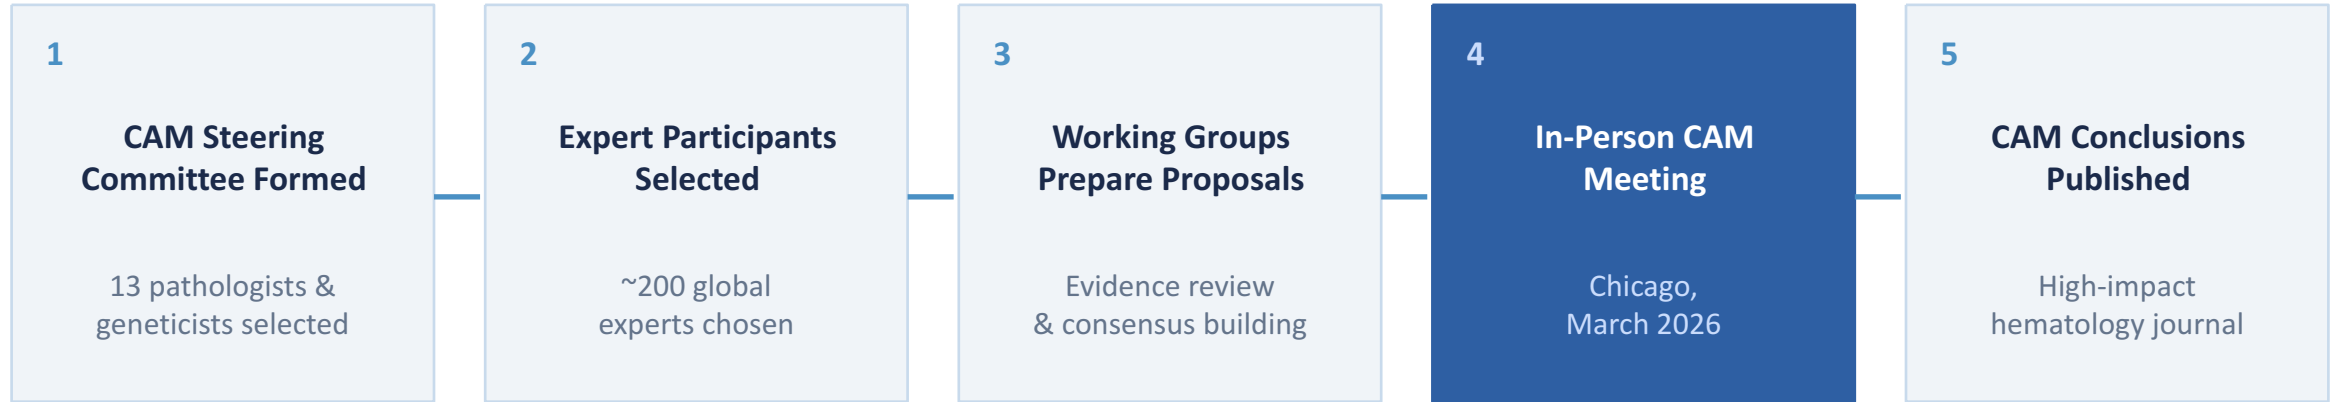 1
CAM Steering
Committee Formed
13 pathologists &
geneticists selected
2
Expert Participants
Selected
~200 global
experts chosen
3
Working Groups
Prepare Proposals
Evidence review
& consensus building
4
In-Person CAM
Meeting
Chicago,
March 2026
5
CAM Conclusions
Published
High-impact
hematology journal